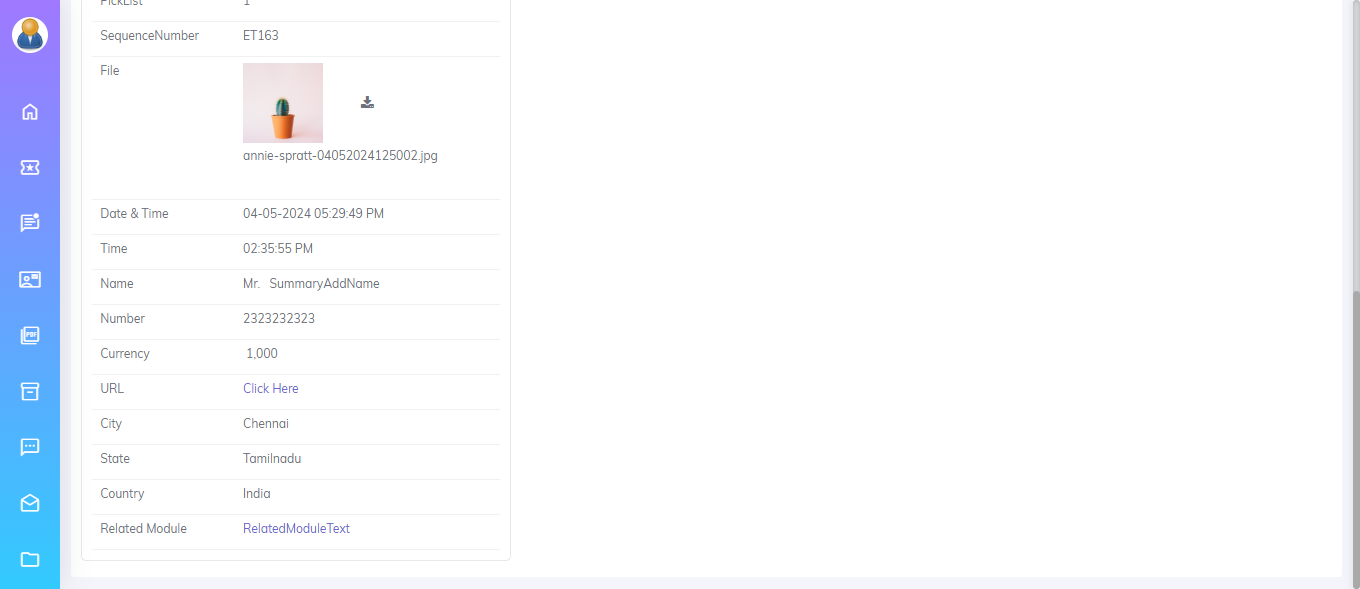 PickList 1
SequenceNumber ET163
File
annie-spratt-04052024125002.jpg
Date & Time 04-05-2024 05:29:49 PM
Time 02:35:55 PM
Name Mr. SummaryAddName
Number 2323232323
Currency 1,000
URL Click Here
City Chennai
State Tamilnadu
Country India
Related Module RelatedModuleText
PDF